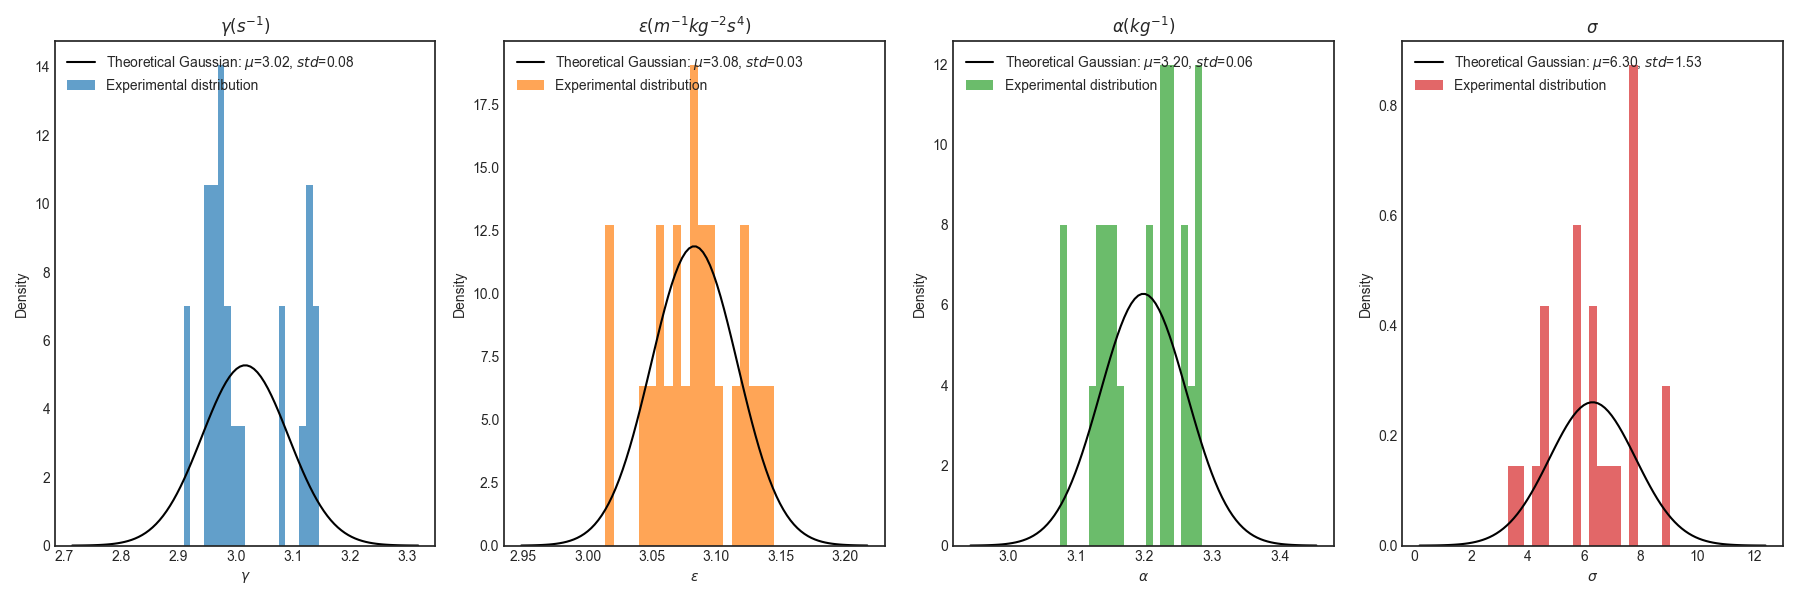 γ(s⁻¹)
Theoretical Gaussian: μ=3.02, std=0.08
Experimental distribution
Density
14
12
10
8
6
4
2
0
2.7 2.8 2.9 3.0 3.1 3.2 3.3
γ
ε(m⁻¹kg⁻²s⁴)
Theoretical Gaussian: μ=3.08, std=0.03
Experimental distribution
Density
17.5
15.0
12.5
10.0
7.5
5.0
2.5
0.0
2.95 3.00 3.05 3.10 3.15 3.20
ε
α(kg⁻¹)
Theoretical Gaussian: μ=3.20, std=0.06
Experimental distribution
Density
12
10
8
6
4
2
0
3.0 3.1 3.2 3.3 3.4
α
σ
Theoretical Gaussian: μ=6.30, std=1.53
Experimental distribution
Density
0.8
0.6
0.4
0.2
0.0
0 2 4 6 8 10 12
σ